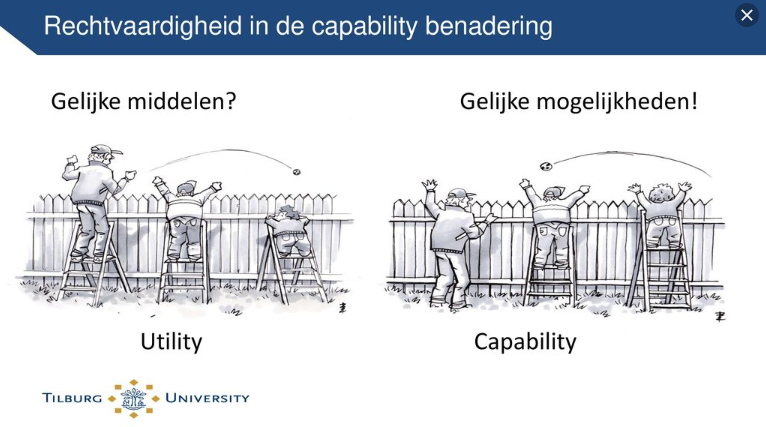 Rechtvaardigheid in de capability benadering
Gelijke middelen?
Gelijke mogelijkheden!
Utility
Capability
TILBURG UNIVERSITY